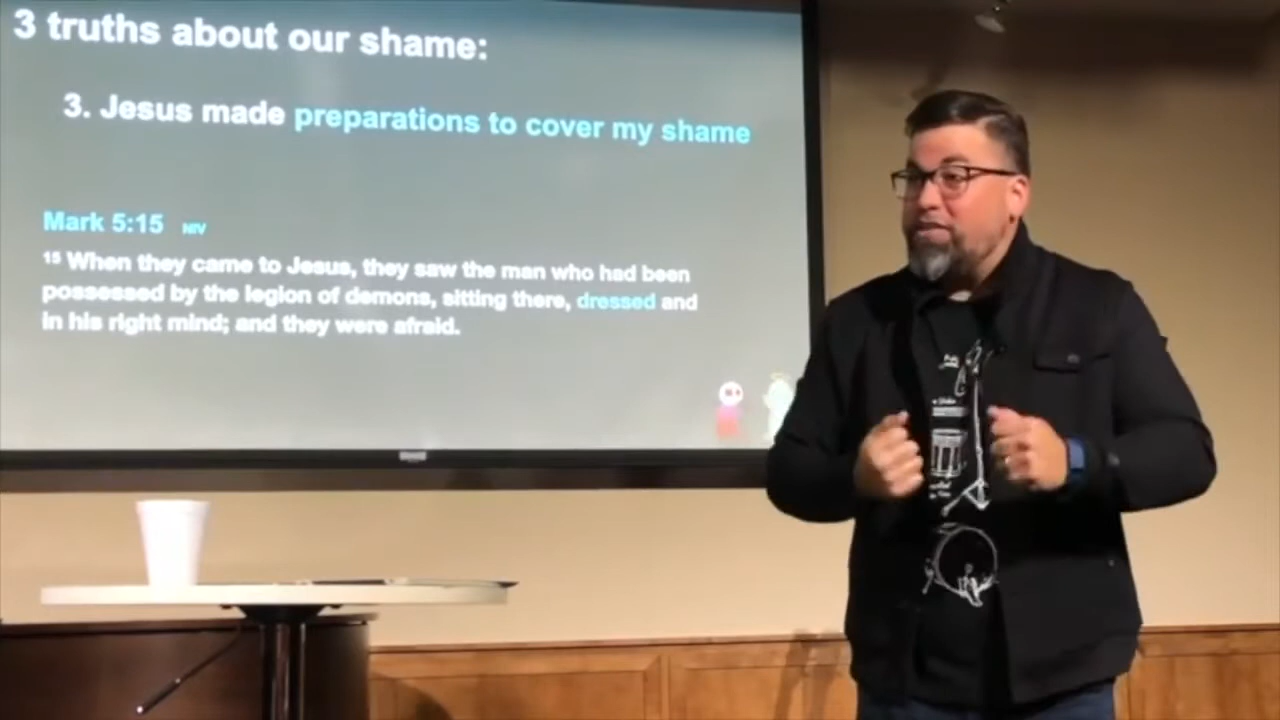 3 truths about our shame:
3. Jesus made preparations to cover my shame
Mark 5:15 NIV
15 When they came to Jesus, they saw the man who had been
possessed by the legion of demons, sitting there, dressed and
in his right mind; and they were afraid.